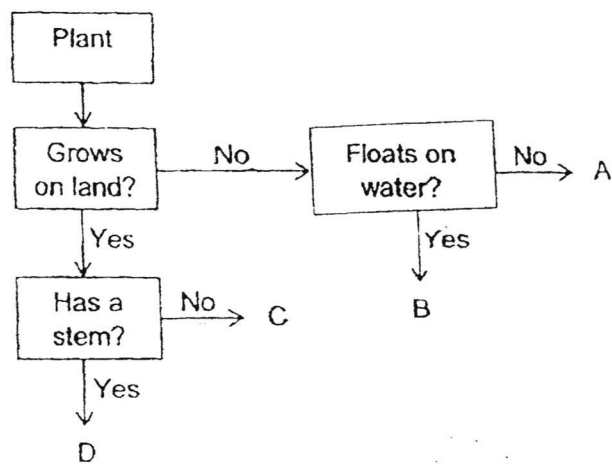 Plant
Grows
on land?
No
Floats on
water?
No
A
Yes
Yes
Has a
stem?
No
C
B
Yes
D